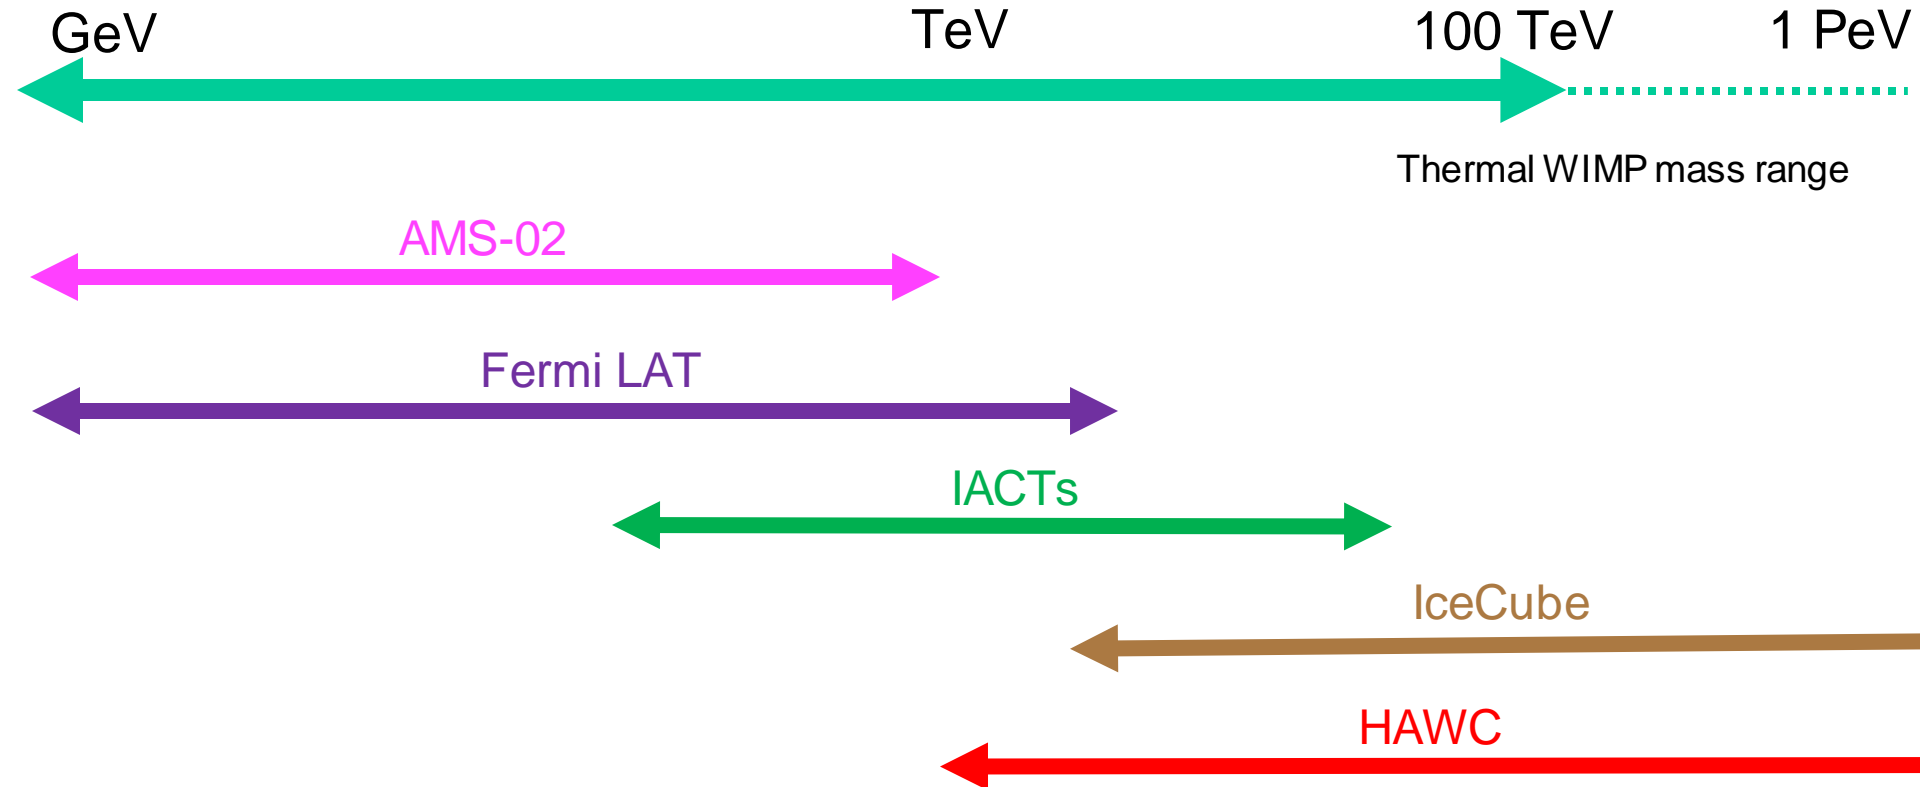 GeV TeV 100 TeV 1 PeV
Thermal WIMP mass range
AMS-02
Fermi LAT
IACTs
IceCube
HAWC